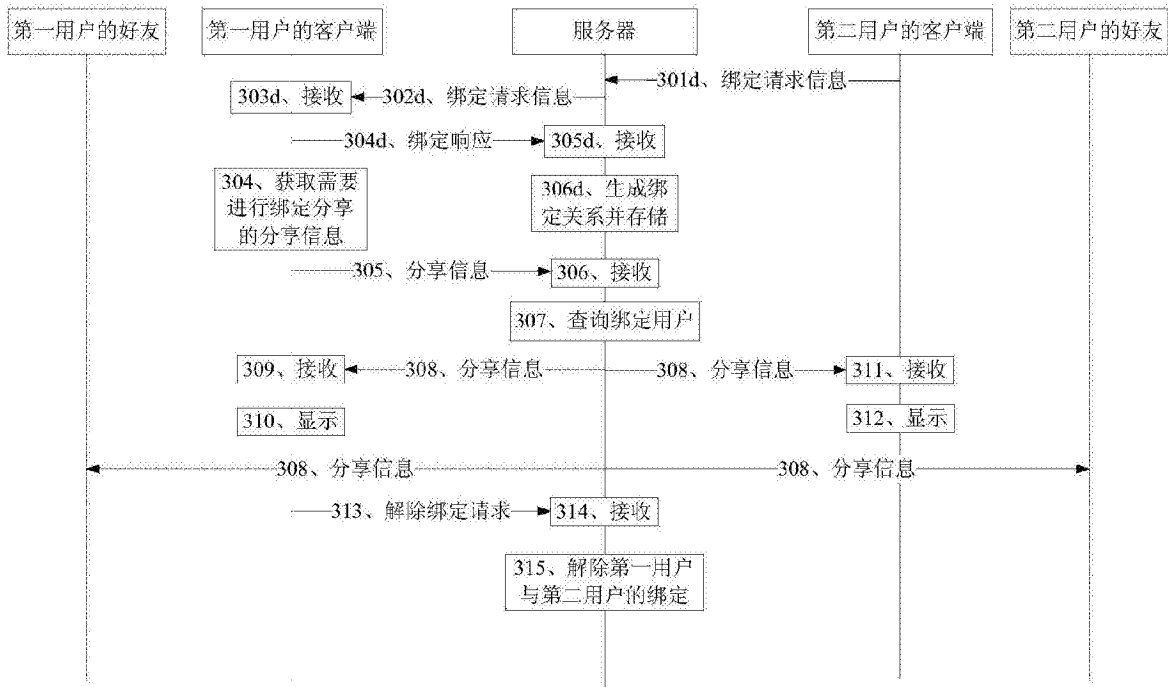 第一用户的好友
第一用户的客户端
服务器
第二用户的客户端
第二用户的好友
301d、绑定请求信息
303d、接收
302d、绑定请求信息
304d、绑定响应
305d、接收
304、获取需要
进行绑定分享
的分享信息
306d、生成绑
定关系并存储
305、分享信息
306、接收
307、查询绑定用户
309、接收
308、分享信息
308、分享信息
311、接收
310、显示
312、显示
308、分享信息
308、分享信息
313、解除绑定请求
314、接收
315、解除第一用户
与第二用户的绑定